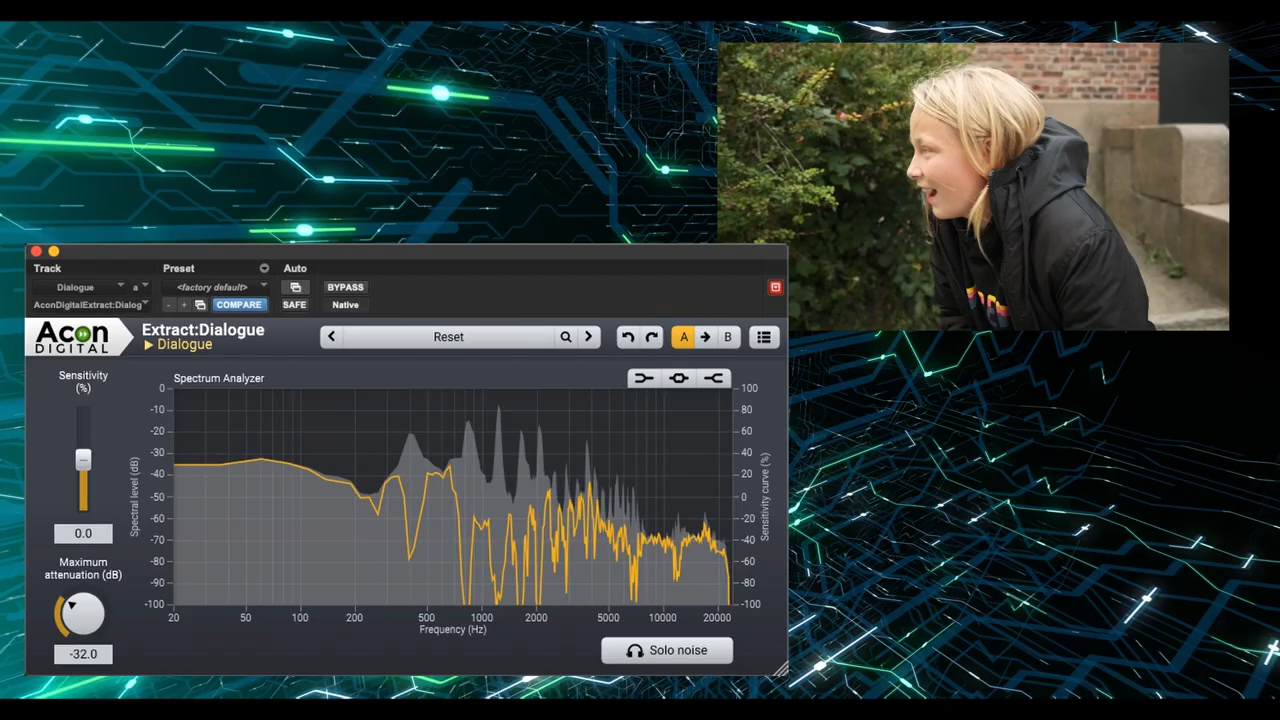 Track
Preset
Auto
Dialogue
a
<factory default>
BYPASS
AconDigitalExtract:Dialog
-
+
COMPARE
SAFE
Native
Acon
DIGITAL
Extract:Dialogue
Dialogue
Reset
A
B
Sensitivity
(%)
0.0
Maximum
attenuation (dB)
-32.0
Spectrum Analyzer
Spectral level (dB)
0
-10
-20
-30
-40
-50
-60
-70
-80
-90
-100
20
50
100
200
500
1000
2000
5000
10000
20000
Frequency (Hz)
100
80
60
40
20
0
-20
-40
-60
-80
-100
Sensitivity curve (%)
Solo noise